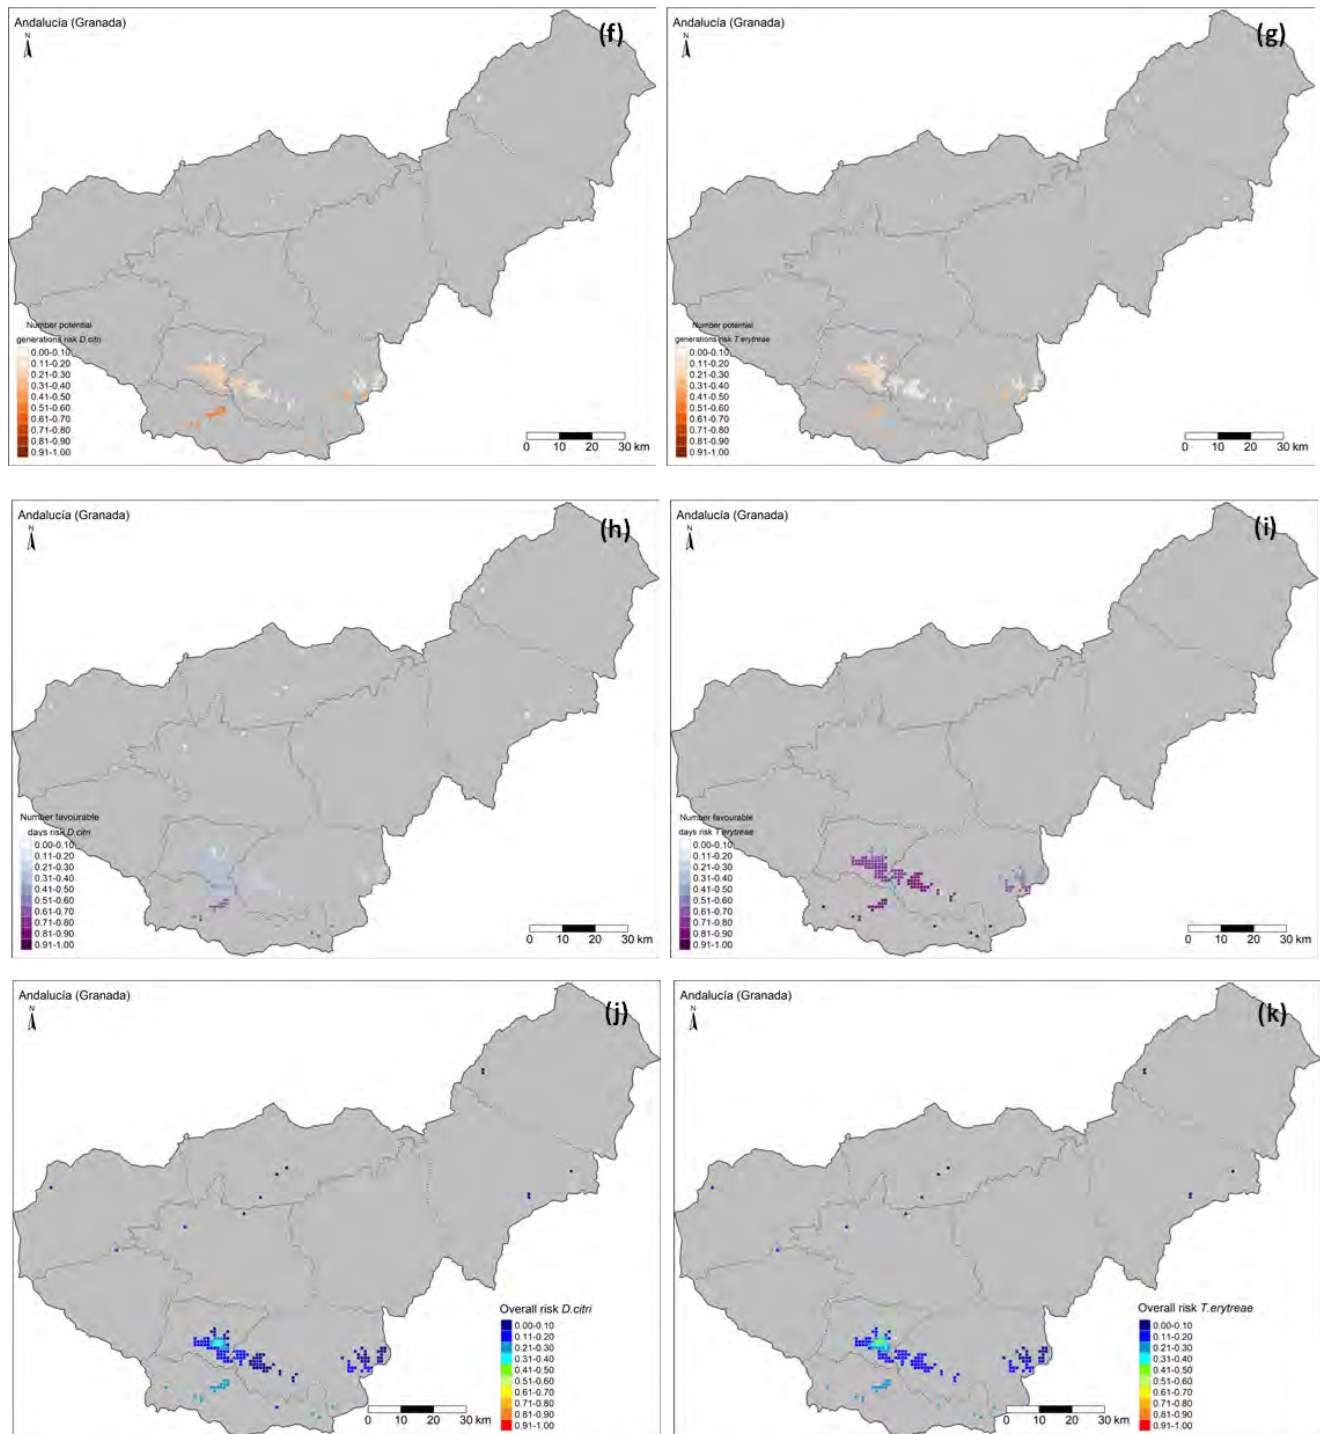 Andalucía (Granada)
N
(f)
Number potential
generations risk D.citri
0.00-0.10
0.11-0.20
0.21-0.30
0.31-0.40
0.41-0.50
0.51-0.60
0.61-0.70
0.71-0.80
0.81-0.90
0.91-1.00
0 10 20 30 km
Andalucía (Granada)
N
(g)
Number potential
generations risk T.erytreae
0.00-0.10
0.11-0.20
0.21-0.30
0.31-0.40
0.41-0.50
0.51-0.60
0.61-0.70
0.71-0.80
0.81-0.90
0.91-1.00
0 10 20 30 km
Andalucía (Granada)
N
(h)
Number favourable
days risk D.citri
0.00-0.10
0.11-0.20
0.21-0.30
0.31-0.40
0.41-0.50
0.51-0.60
0.61-0.70
0.71-0.80
0.81-0.90
0.91-1.00
0 10 20 30 km
Andalucía (Granada)
N
(i)
Number favourable
days risk T.erytreae
0.00-0.10
0.11-0.20
0.21-0.30
0.31-0.40
0.41-0.50
0.51-0.60
0.61-0.70
0.71-0.80
0.81-0.90
0.91-1.00
0 10 20 30 km
Andalucía (Granada)
N
(j)
Overall risk D.citri
0.00-0.10
0.11-0.20
0.21-0.30
0.31-0.40
0.41-0.50
0.51-0.60
0.61-0.70
0.71-0.80
0.81-0.90
0.91-1.00
0 10 20 30 km
Andalucía (Granada)
N
(k)
Overall risk T.erytreae
0.00-0.10
0.11-0.20
0.21-0.30
0.31-0.40
0.41-0.50
0.51-0.60
0.61-0.70
0.71-0.80
0.81-0.90
0.91-1.00
0 10 20 30 km